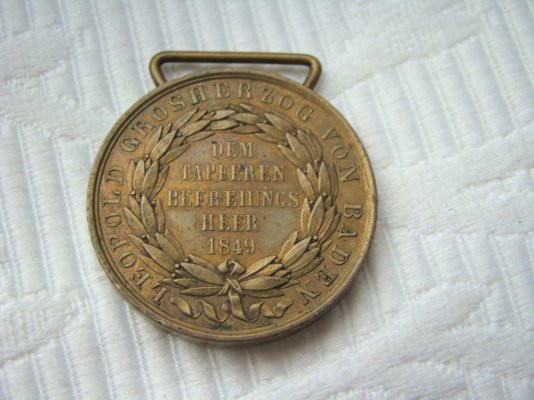 LEOPOLD GROSHERZOG VON BADEN
DEM
TAPFEREN
BEFREIUNGS
HEER
1849